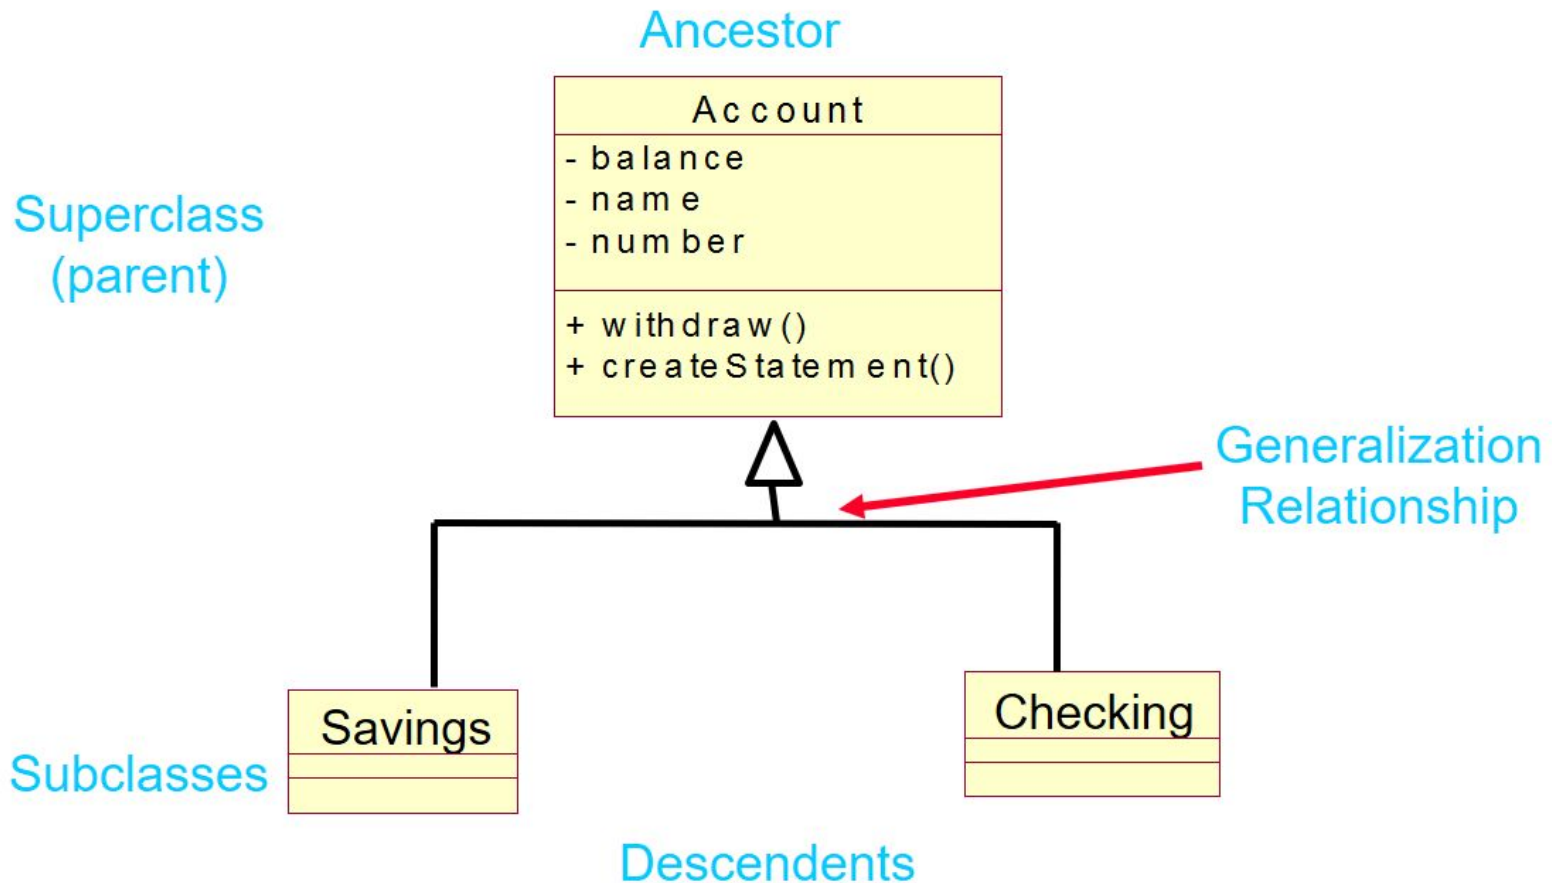 Ancestor
Account
- balance
- name
- number
Superclass
(parent)
+ withdraw()
+ createStatement()
Generalization
Relationship
Savings
Checking
Subclasses
Descendents